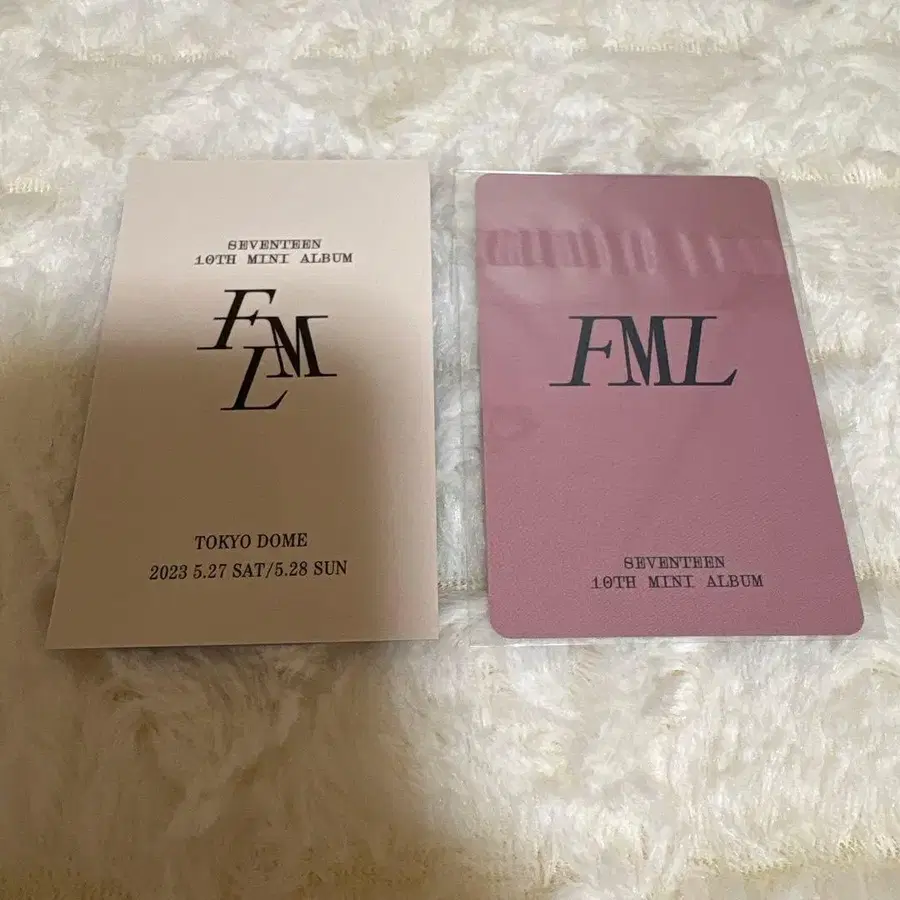 SEVENTEEN
10TH MINI ALBUM
FML
TOKYO DOME
2023 5.27 SAT/5.28 SUN
FML
SEVENTEEN
10TH MINI ALBUM